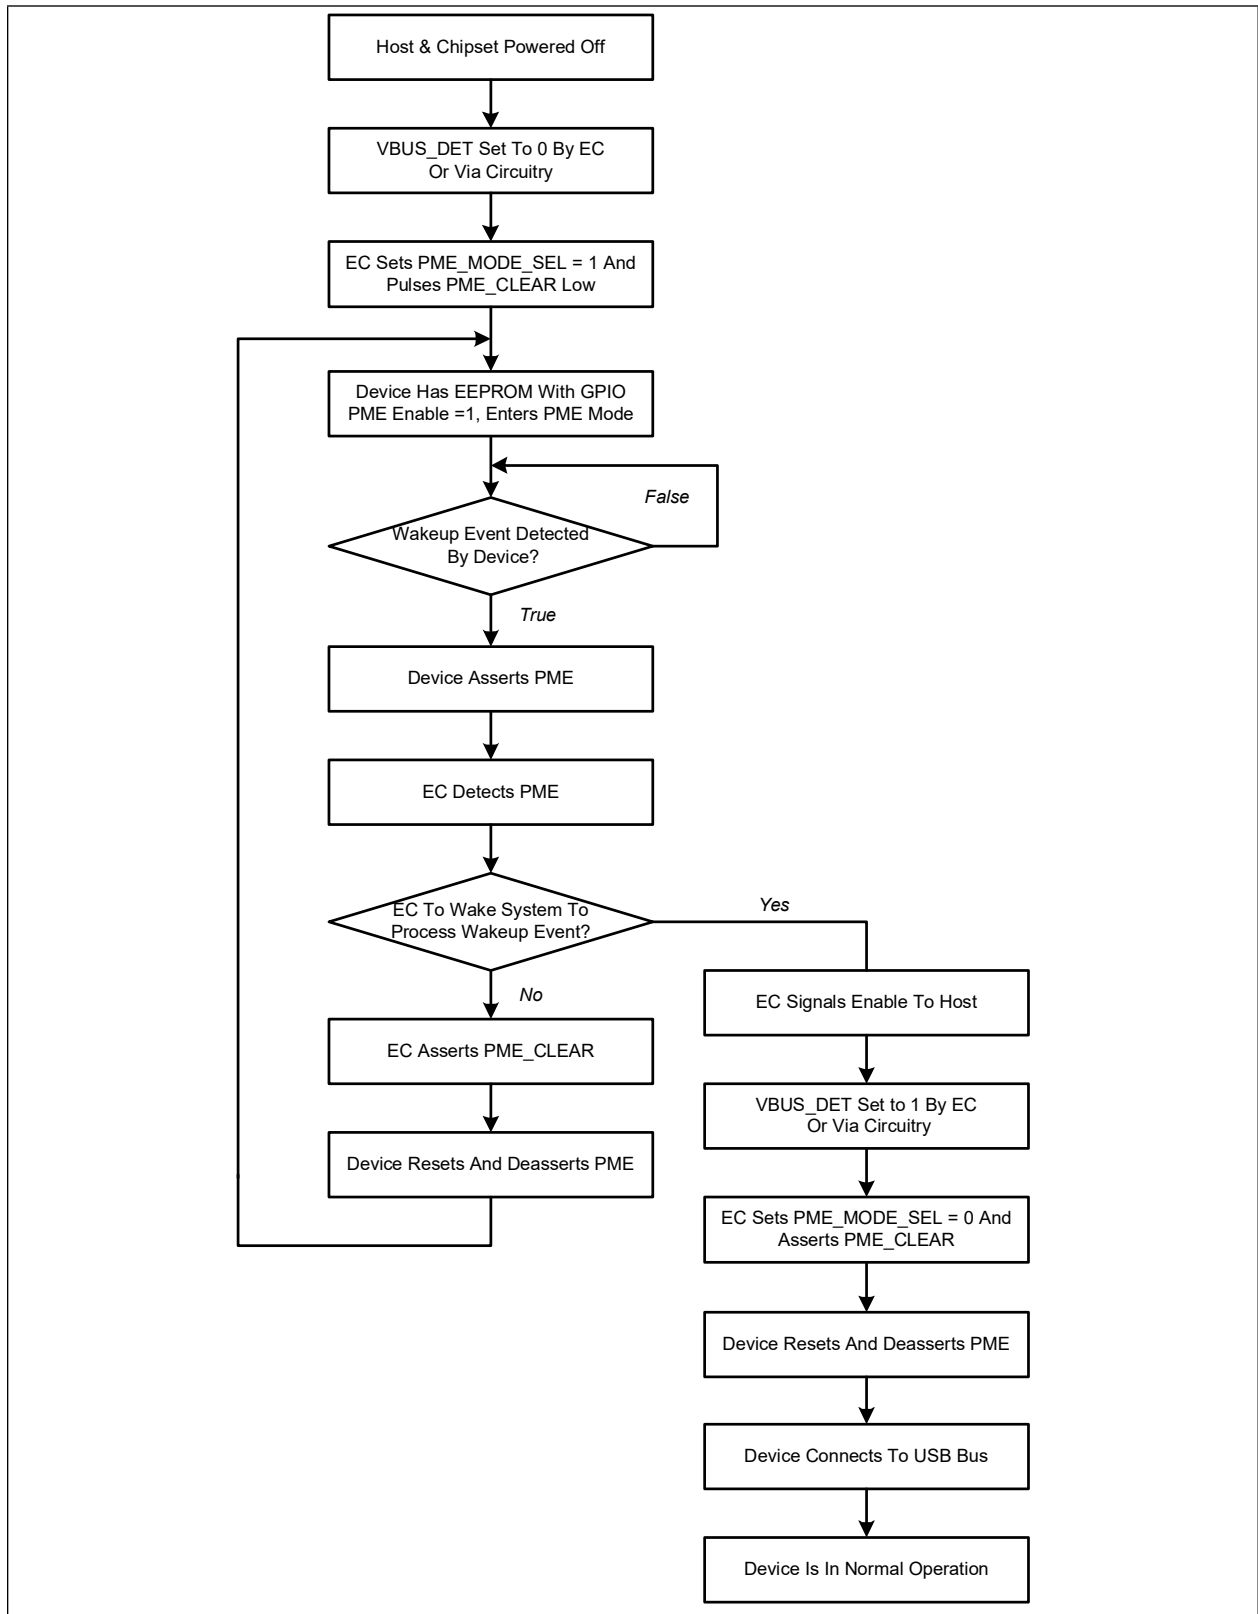 Host & Chipset Powered Off
VBUS_DET Set To 0 By EC
Or Via Circuitry
EC Sets PME_MODE_SEL = 1 And
Pulses PME_CLEAR Low
Device Has EEPROM With GPIO
PME Enable =1, Enters PME Mode
False
Wakeup Event Detected
By Device?
True
Device Asserts PME
EC Detects PME
EC To Wake System To
Process Wakeup Event?
Yes
No
EC Signals Enable To Host
EC Asserts PME_CLEAR
VBUS_DET Set to 1 By EC
Or Via Circuitry
Device Resets And Deasserts PME
EC Sets PME_MODE_SEL = 0 And
Asserts PME_CLEAR
Device Resets And Deasserts PME
Device Connects To USB Bus
Device Is In Normal Operation